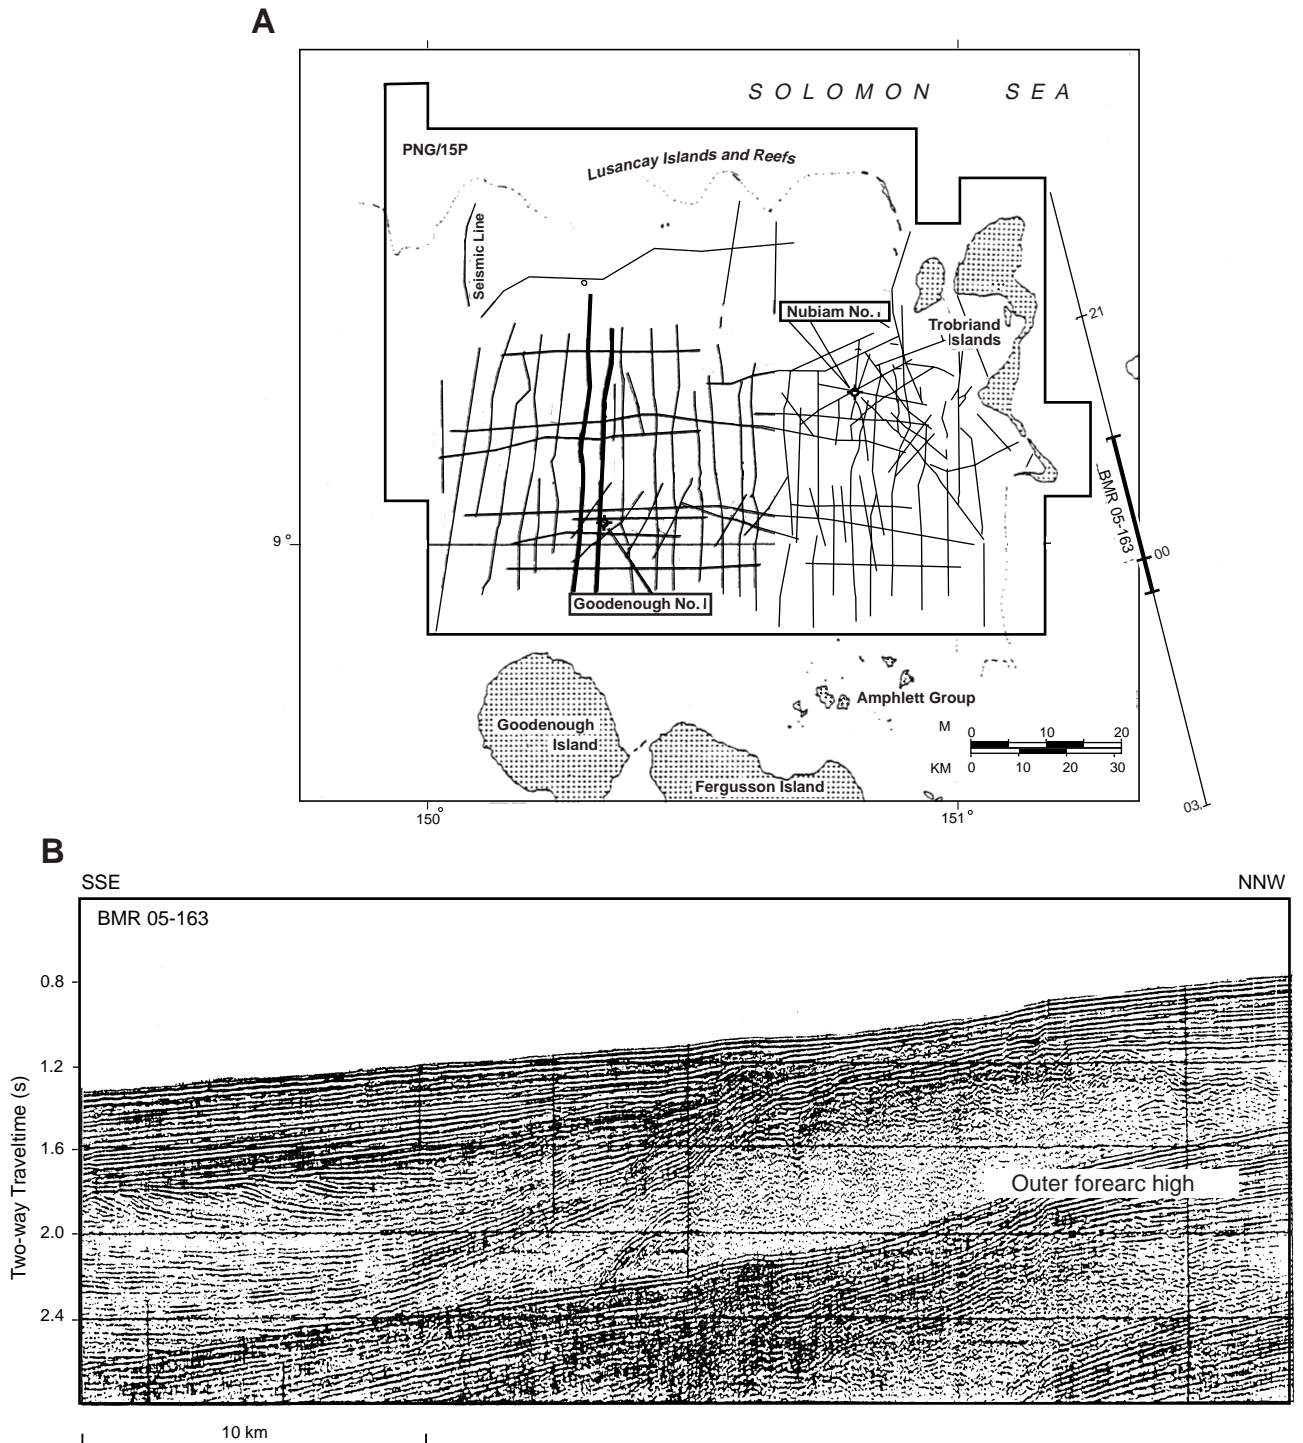 A
SOLOMON SEA
PNG/15P
Lusancay Islands and Reefs
Seismic Line
Nubiam No. I
Trobriand
Islands
21
BMR 05-163
9°
00
Goodenough No. I
Goodenough
Island
Amphlett Group
M 0 10 20
KM 0 10 20 30
Fergusson Island
03
150° 151°
B
SSE NNW
BMR 05-163
0.8
1.2
1.6
Outer forearc high
2.0
2.4
Two-way Traveltime (s)
10 km